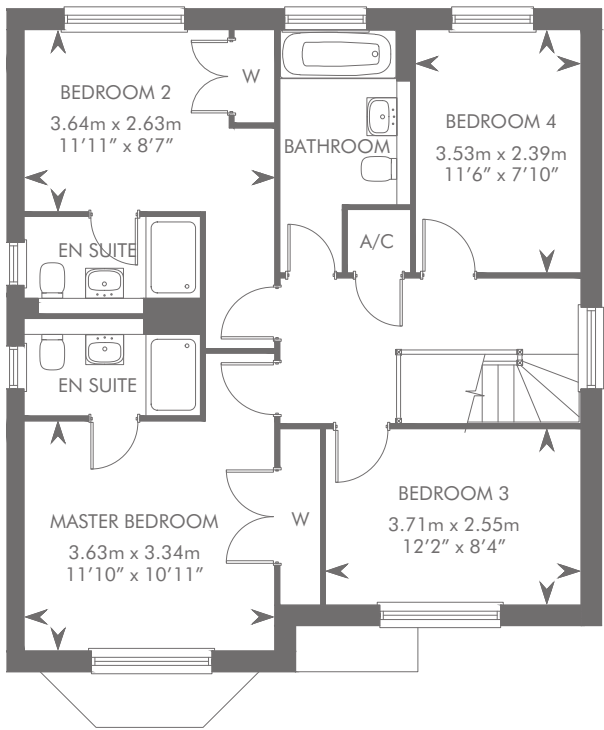 BEDROOM 2
3.64m x 2.63m
11’11” x 8’7”
W
BATHROOM
BEDROOM 4
3.53m x 2.39m
11’6” x 7’10”
A/C
EN SUITE
EN SUITE
MASTER BEDROOM
3.63m x 3.34m
11’10” x 10’11”
W
BEDROOM 3
3.71m x 2.55m
12’2” x 8’4”